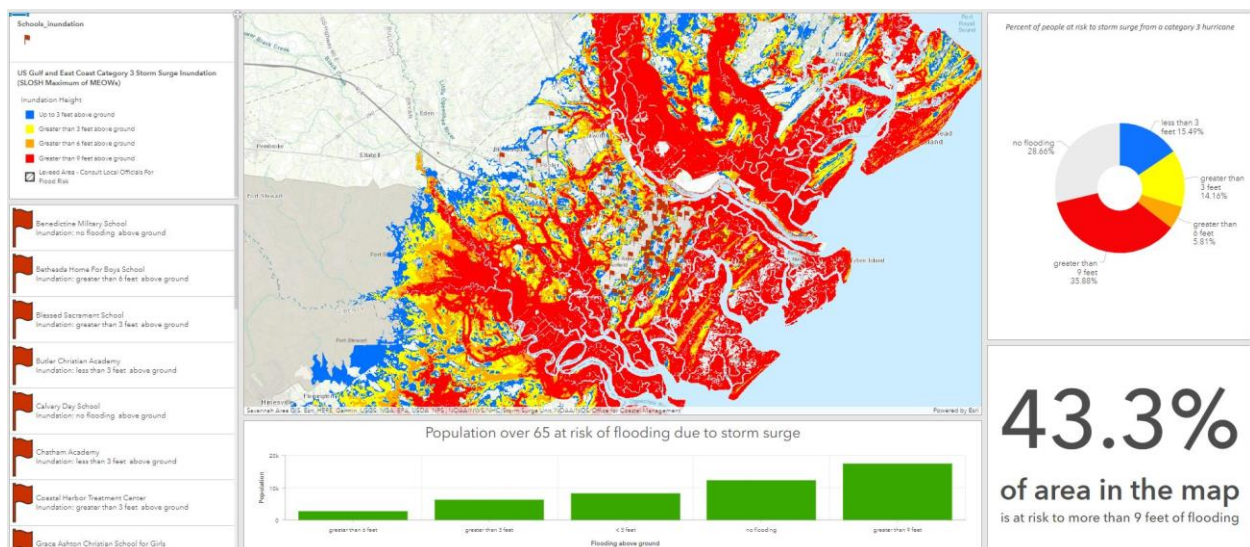 Schools_inundation
US Gulf and East Coast Category 3 Storm Surge Inundation
(SLOSH Maximum of MEOWs)
Inundation Height
Up to 3 feet above ground
Greater than 3 feet above ground
Greater than 6 feet above ground
Greater than 9 feet above ground
Leveed Area - Consult Local Officials For
Flood Risk
Benedictine Military School
Inundation: no flooding above ground
Bethesda Home For Boys School
Inundation: greater than 6 feet above ground
Blessed Sacrament School
Inundation: greater than 3 feet above ground
Butler Christian Academy
Inundation: less than 3 feet above ground
Calvary Day School
Inundation: no flooding above ground
Chatham Academy
Inundation: less than 3 feet above ground
Coastal Harbor Treatment Center
Inundation: greater than 3 feet above ground
Grace Ashton Christian School for Girls
Eden
Pembroke
Fort Stewart
Fort Stewart
Powered by Esri
Population over 65 at risk of flooding due to storm surge
Population
20k
10k
0
greater than 6 feet
greater than 3 feet
no flooding
greater than 9 feet
Flooding above ground
Percent of people at risk to storm surge from a category 3 hurricane
less than 3
feet 15.49%
no flooding
28.66%
greater than
3 feet
14.16%
greater than
6 feet
5.81%
greater than
9 feet
35.88%
43.3%
of area in the map
is at risk to more than 9 feet of flooding